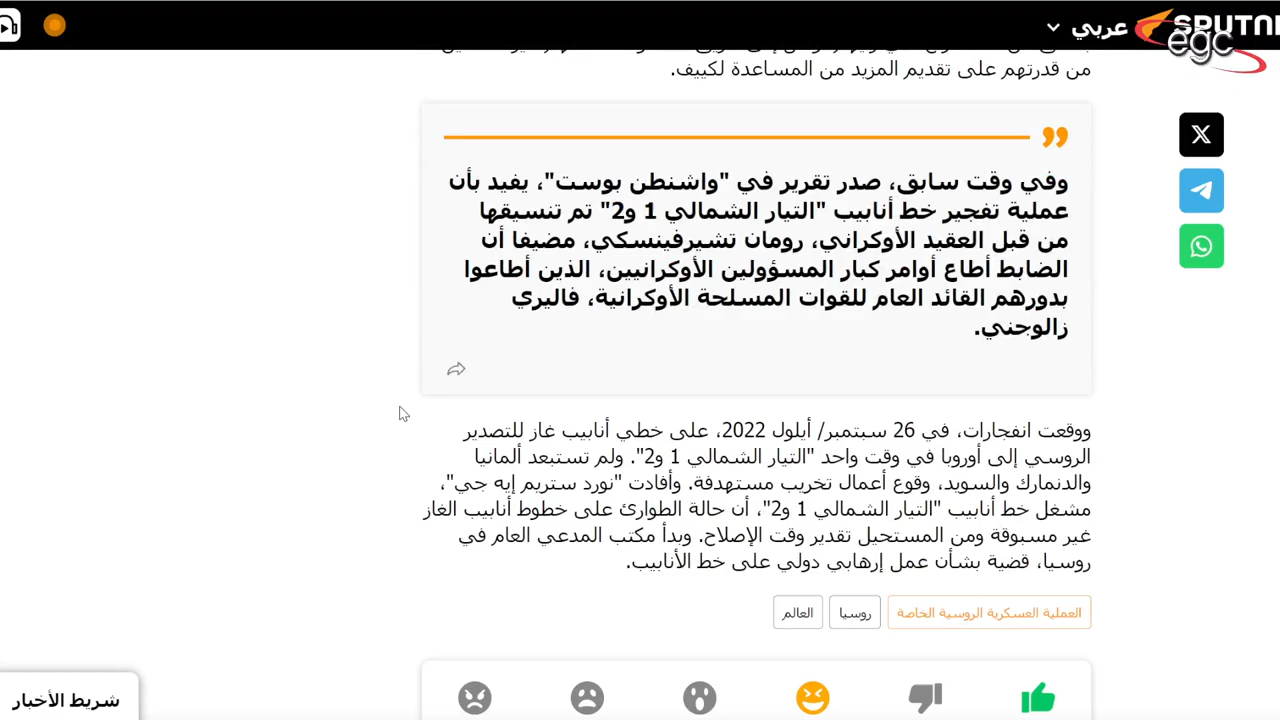 عربي
SPUTNI
egc
من قدرتهم على تقديم المزيد من المساعدة لكييف.
وفي وقت سابق، صدر تقرير في "واشنطن بوست"، يفيد بأن
عملية تفجير خط أنابيب "التيار الشمالي 1 و2" تم تنسيقها
من قبل العقيد الأوكراني، رومان تشيرفينسكي، مضيفا أن
الضابط أطاع أوامر كبار المسؤولين الأوكرانيين، الذين أطاعوا
بدورهم القائد العام للقوات المسلحة الأوكرانية، فاليري
زالوجني.
ووقعت انفجارات، في 26 سبتمبر/ أيلول 2022، على خطي أنابيب غاز للتصدير
الروسي إلى أوروبا في وقت واحد "التيار الشمالي 1 و2". ولم تستبعد ألمانيا
والدنمارك والسويد، وقوع أعمال تخريب مستهدفة. وأفادت "نورد ستريم إيه جي"،
مشغل خط أنابيب "التيار الشمالي 1 و2"، أن حالة الطوارئ على خطوط أنابيب الغاز
غير مسبوقة ومن المستحيل تقدير وقت الإصلاح. وبدأ مكتب المدعي العام في
روسيا، قضية بشأن عمل إرهابي دولي على خط الأنابيب.
العملية العسكرية الروسية الخاصة
روسيا
العالم
شريط الأخبار